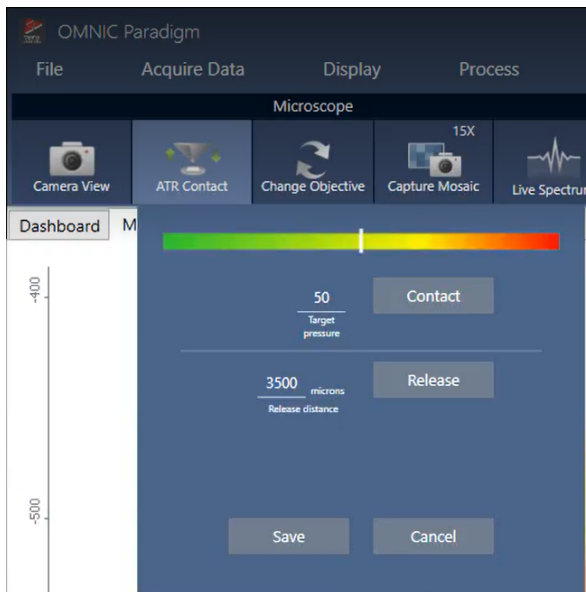 OMNIC Paradigm
File Acquire Data Display Process
Microscope
15X
Camera View ATR Contact Change Objective Capture Mosaic Live Spectru
Dashboard M
-400
50 Contact
Target
pressure
3500 microns Release
Release distance
-500
Save Cancel